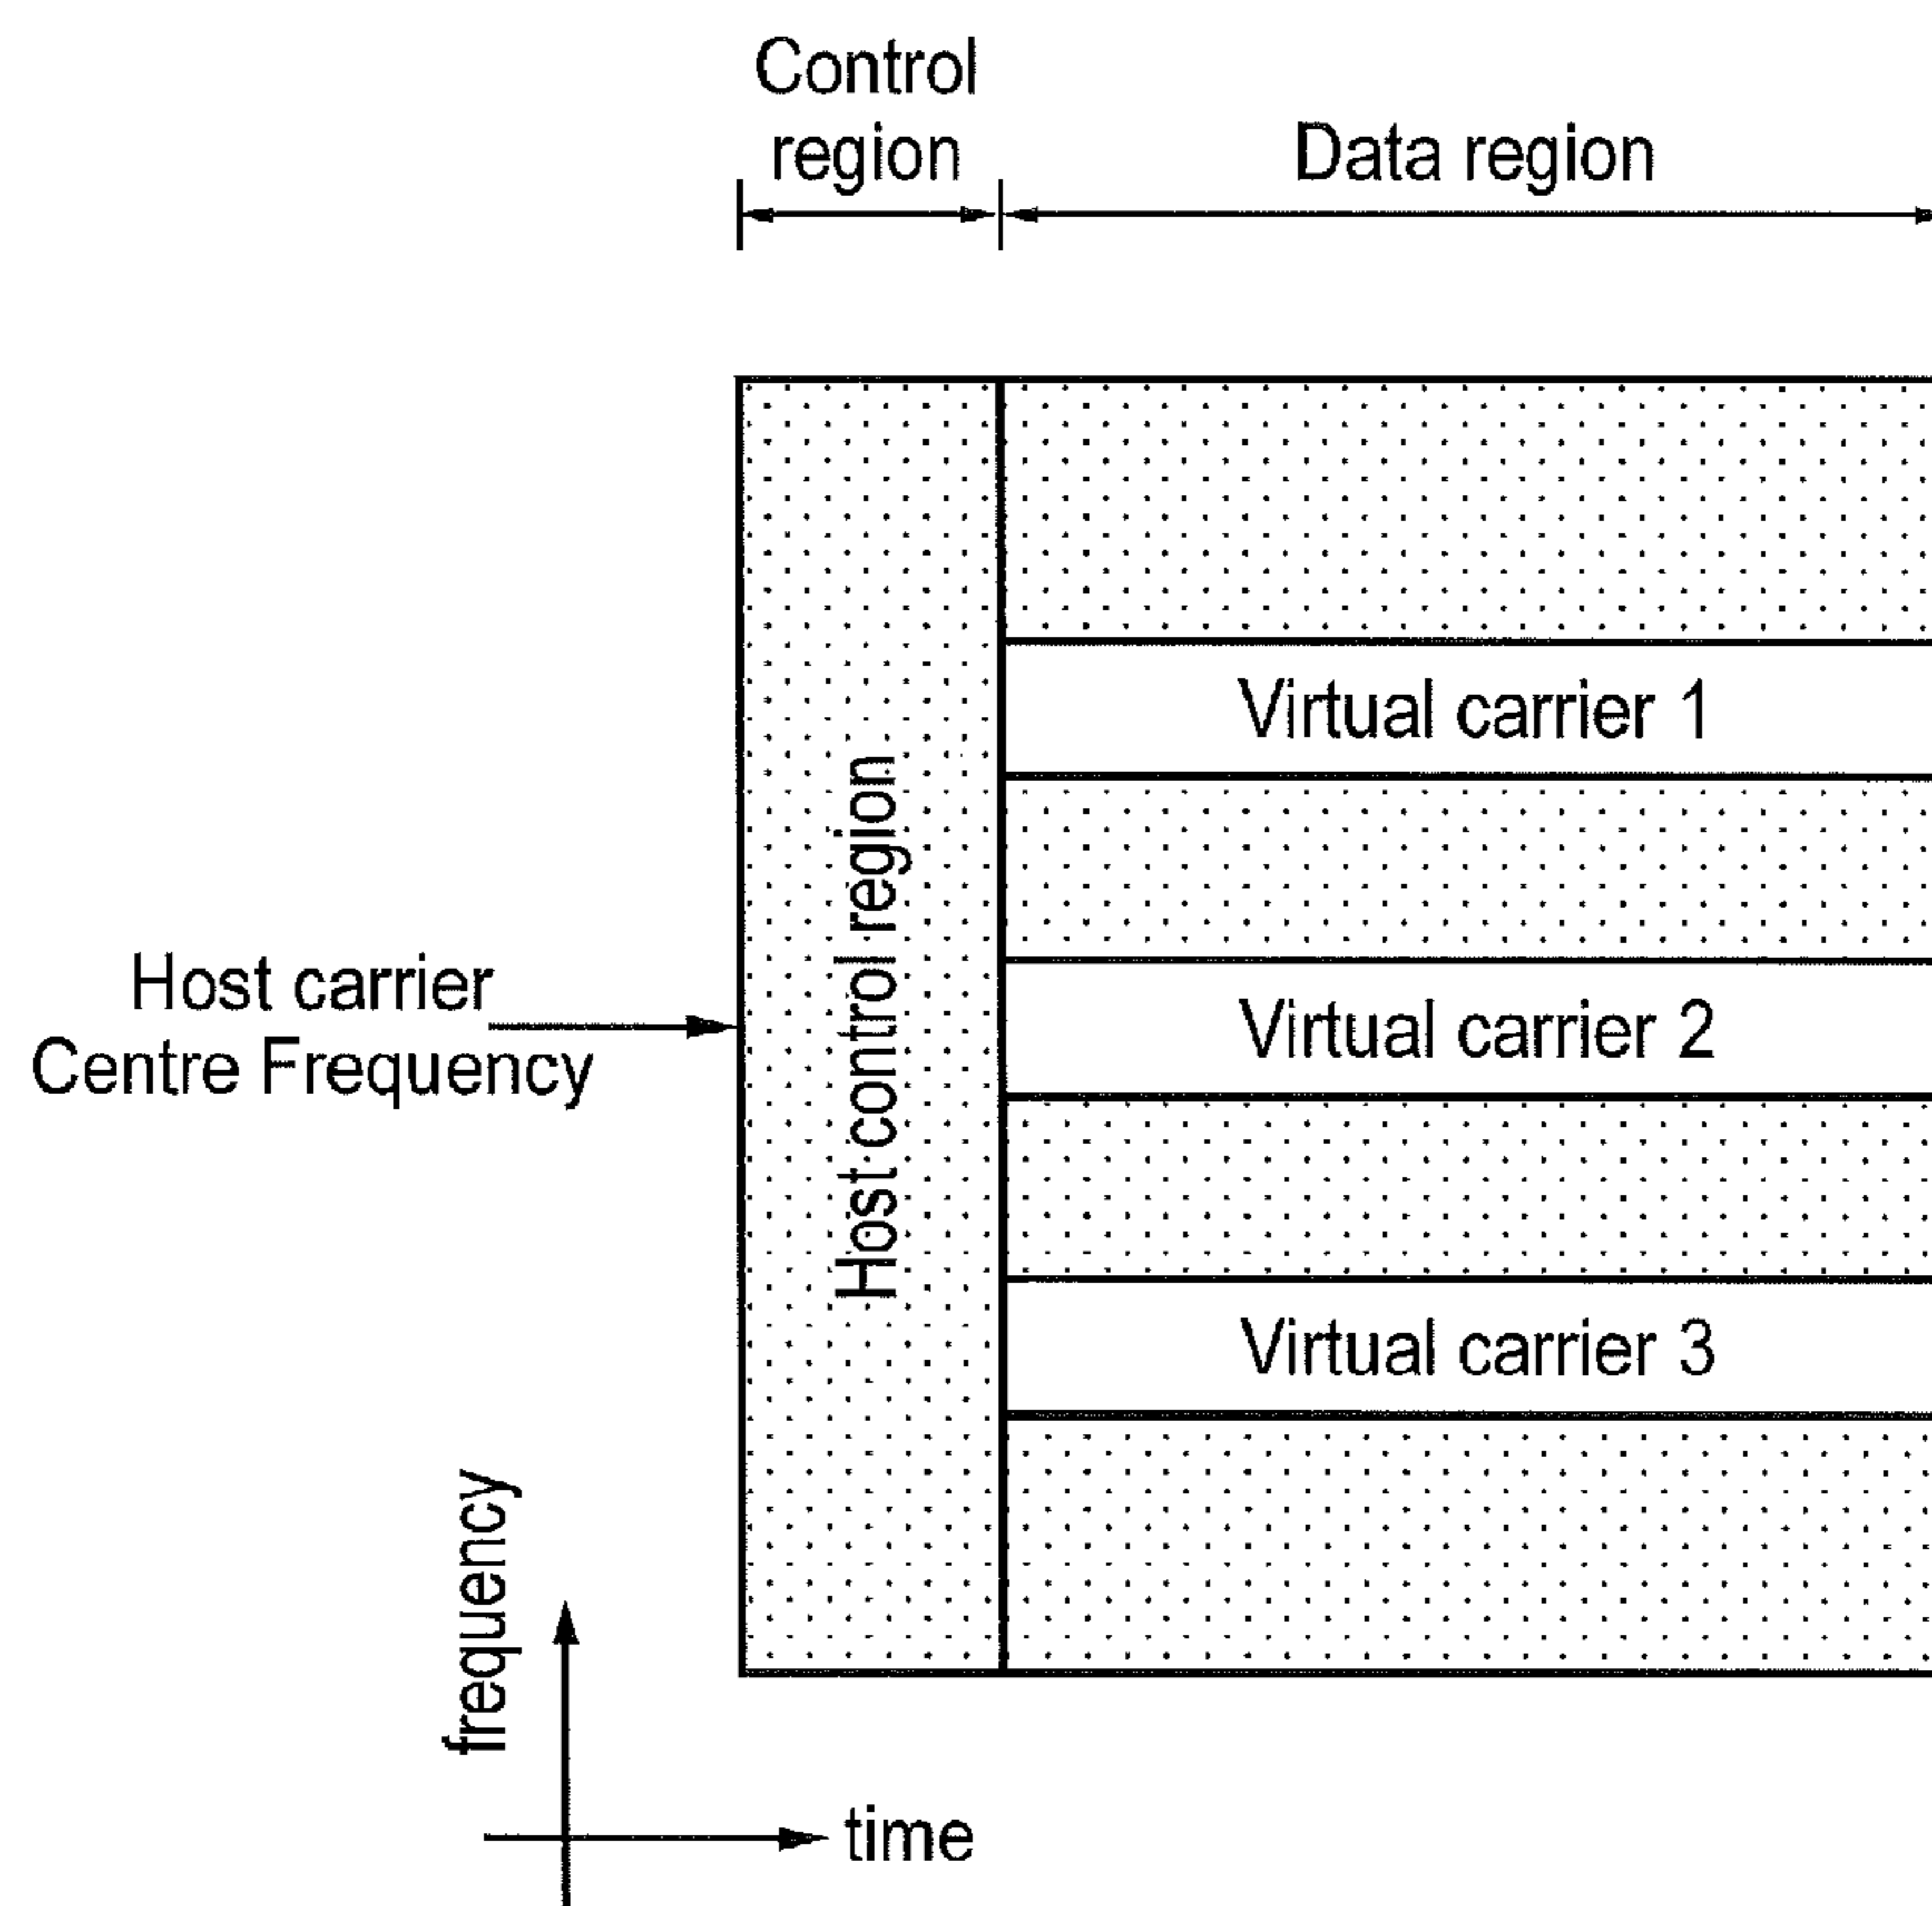 Control
region
Data region
Virtual carrier 1
Host control region
Host carrier
Centre Frequency
Virtual carrier 2
Virtual carrier 3
frequency
time